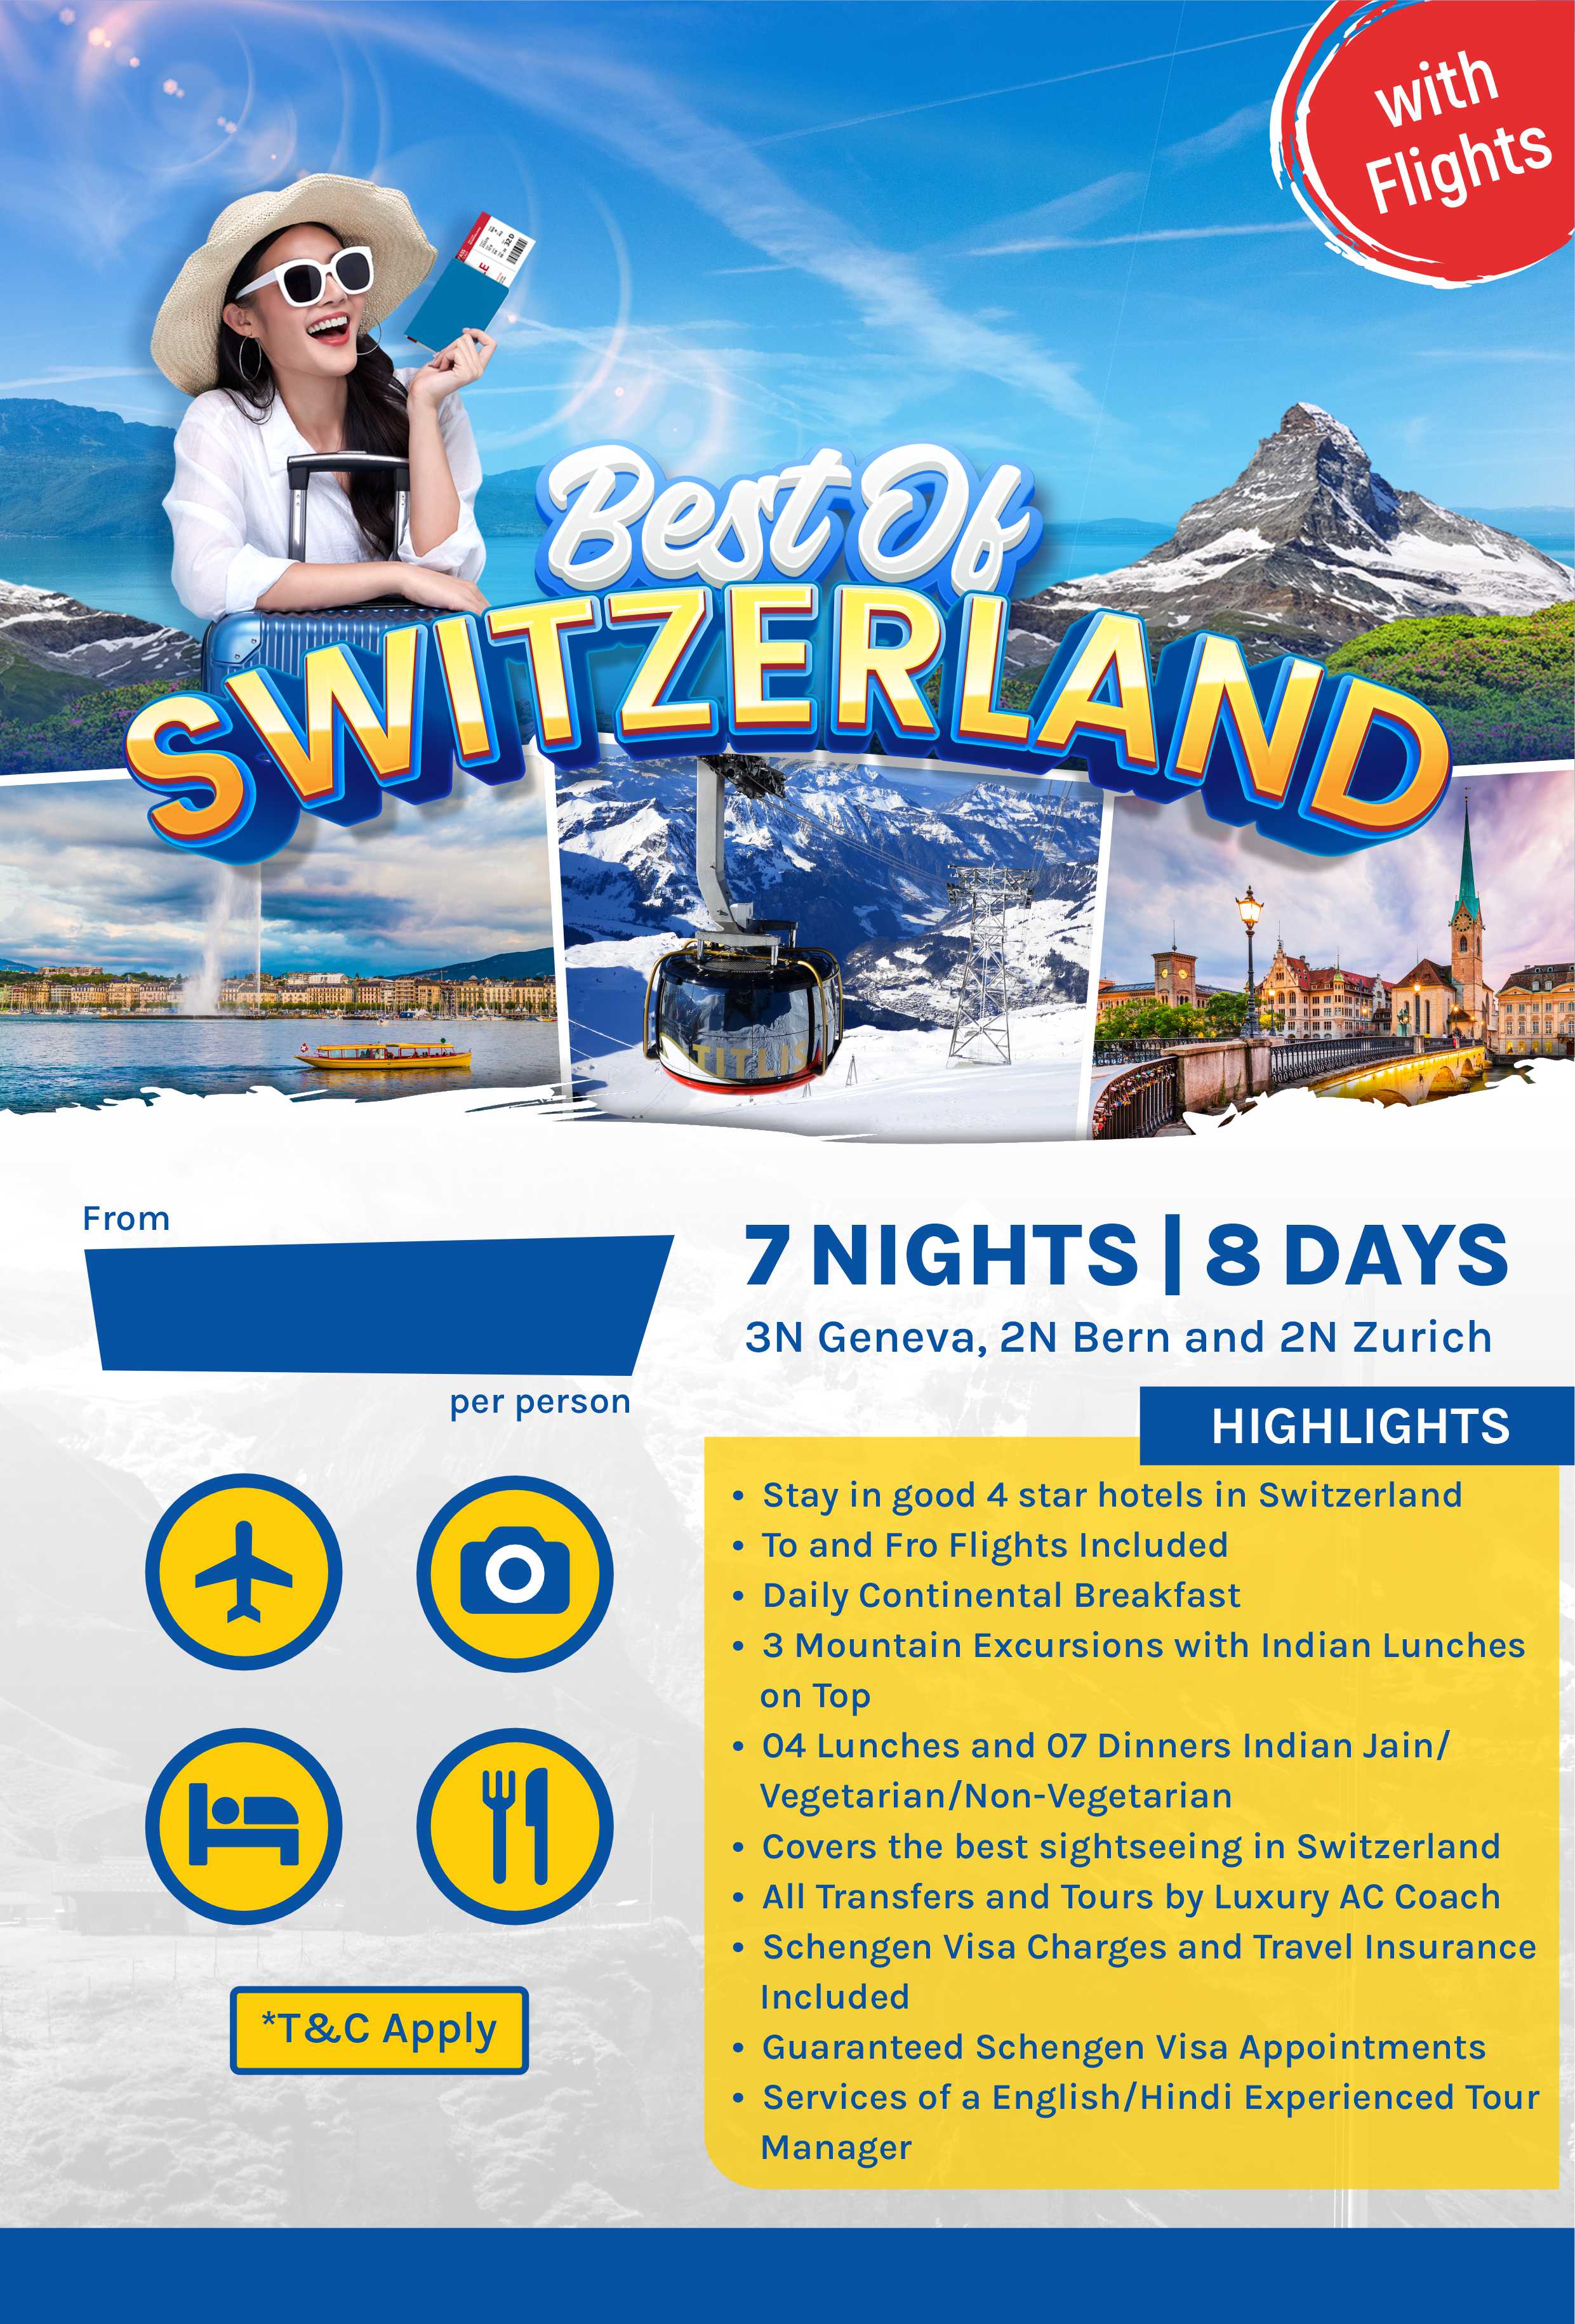 with
Flights
Best Of
SWITZERLAND
TITLIS
From
per person
7 NIGHTS | 8 DAYS
3N Geneva, 2N Bern and 2N Zurich
HIGHLIGHTS
• Stay in good 4 star hotels in Switzerland
• To and Fro Flights Included
• Daily Continental Breakfast
• 3 Mountain Excursions with Indian Lunches
on Top
• 04 Lunches and 07 Dinners Indian Jain/
Vegetarian/Non-Vegetarian
• Covers the best sightseeing in Switzerland
• All Transfers and Tours by Luxury AC Coach
• Schengen Visa Charges and Travel Insurance
Included
• Guaranteed Schengen Visa Appointments
• Services of a English/Hindi Experienced Tour
Manager
*T&C Apply